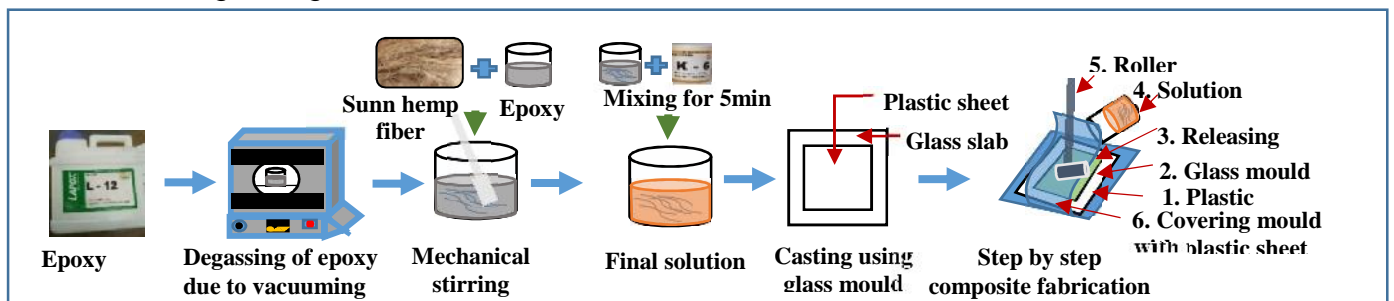 Sunn hemp
fiber
Epoxy
K - 6
Mixing for 5min
Plastic sheet
Glass slab
5. Roller
4. Solution
3. Releasing
2. Glass mould
1. Plastic
6. Covering mould
with plastic sheet
LAPOX
L - 12
Epoxy
Degassing of epoxy
due to vacuuming
Mechanical
stirring
Final solution
Casting using
glass mould
Step by step
composite fabrication